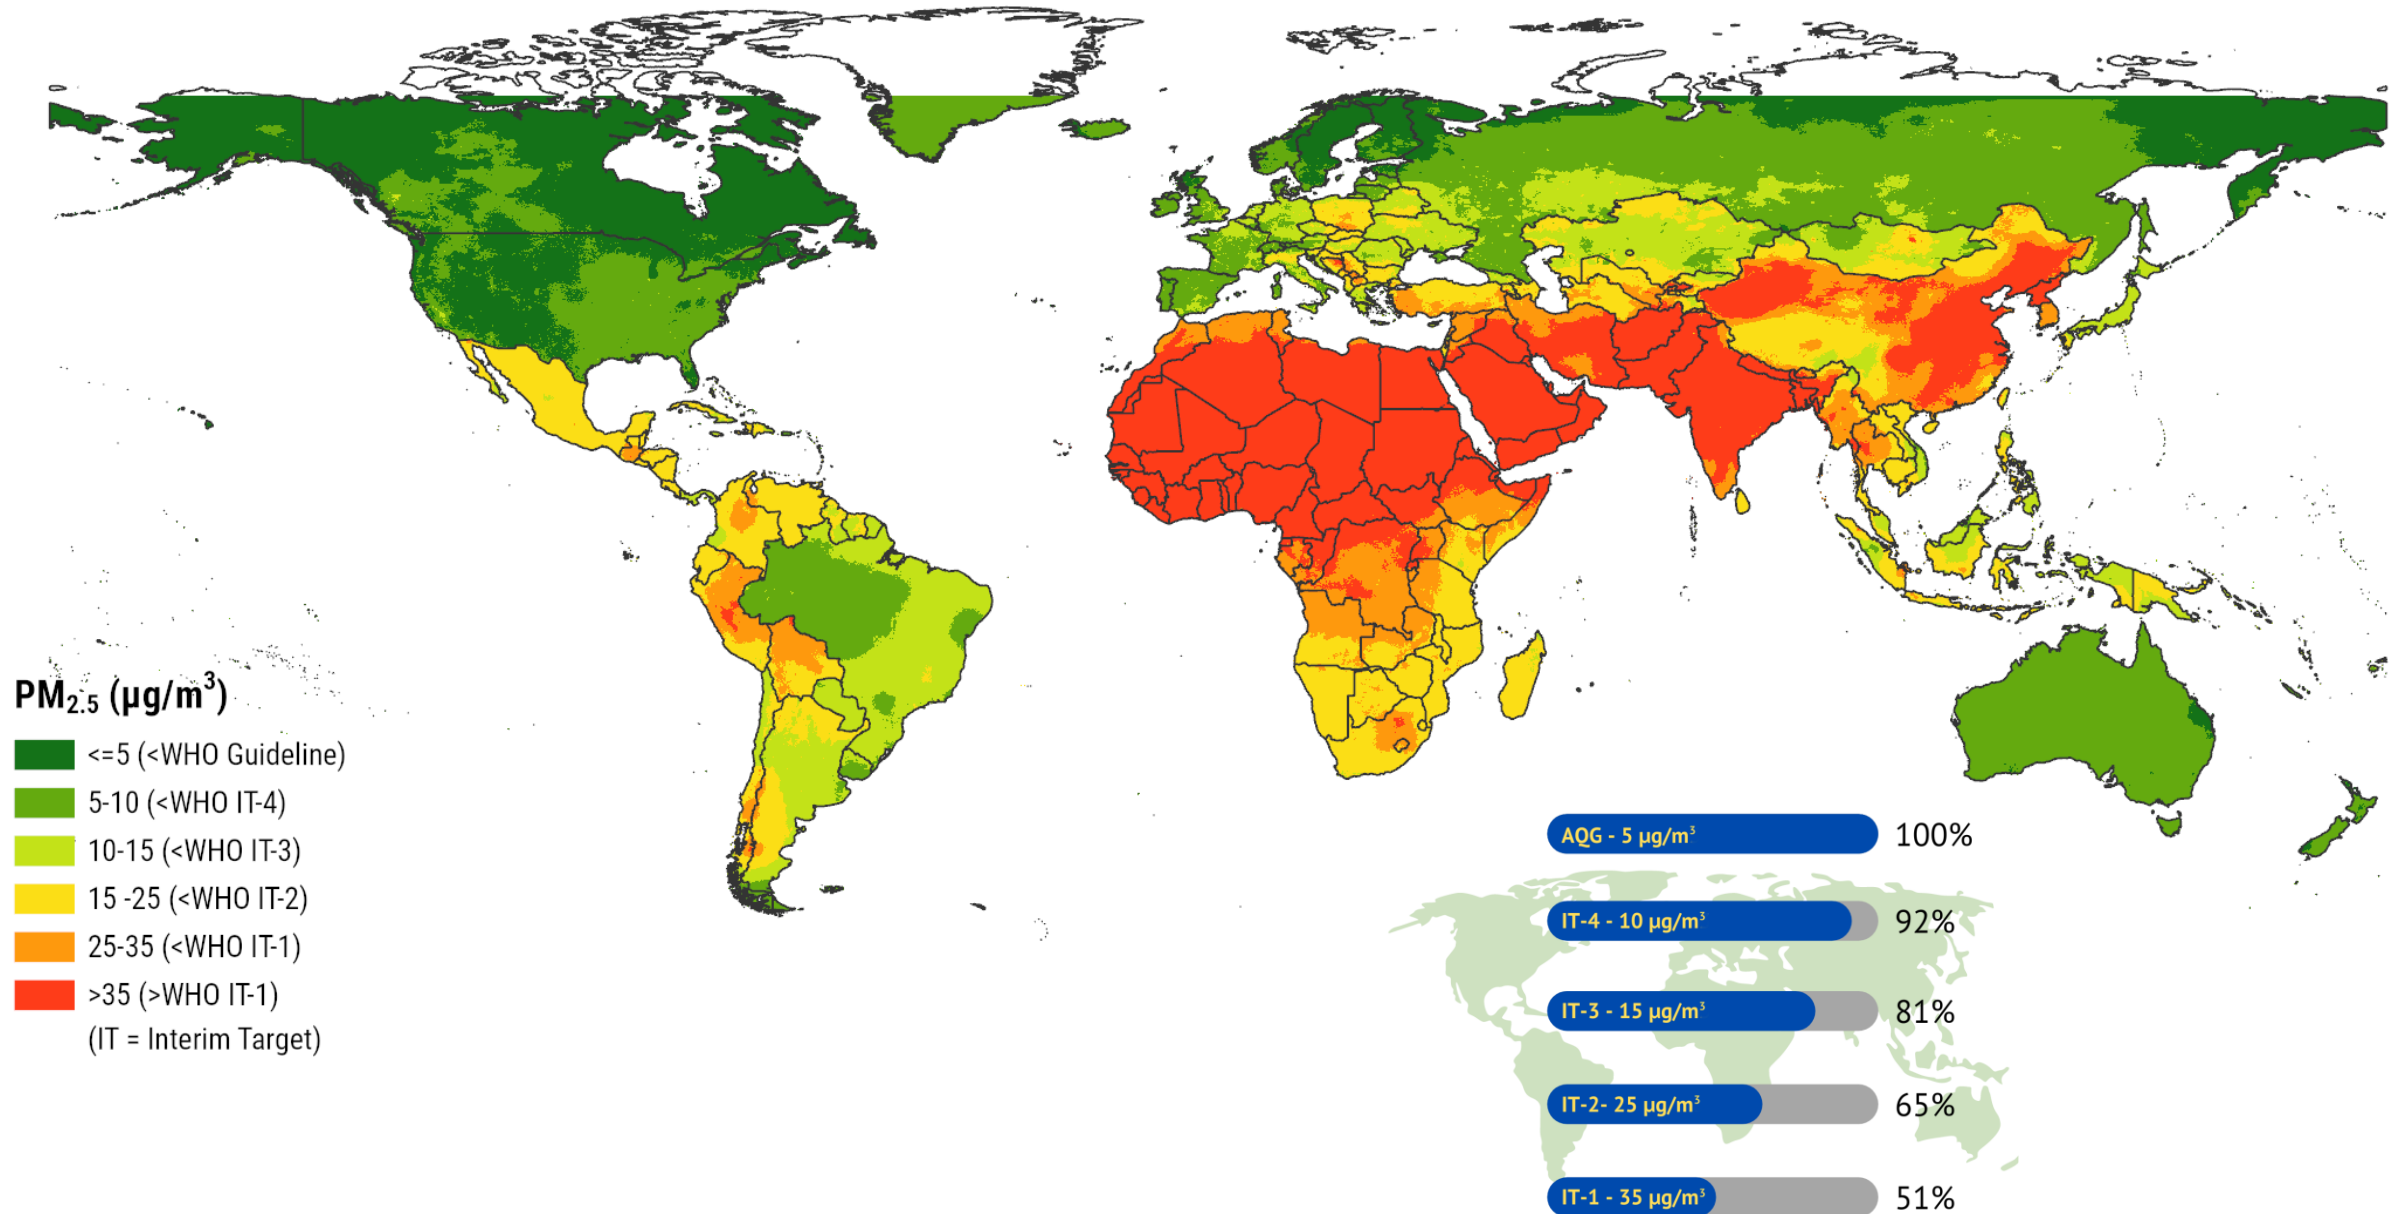 PM2.5 (µg/m³)
<=5 (<WHO Guideline)
5-10 (<WHO IT-4)
10-15 (<WHO IT-3)
15 -25 (<WHO IT-2)
25-35 (<WHO IT-1)
>35 (>WHO IT-1)
(IT = Interim Target)
AQG - 5 µg/m³ 100%
IT-4 - 10 µg/m³ 92%
IT-3 - 15 µg/m³ 81%
IT-2- 25 µg/m³ 65%
IT-1 - 35 µg/m³ 51%